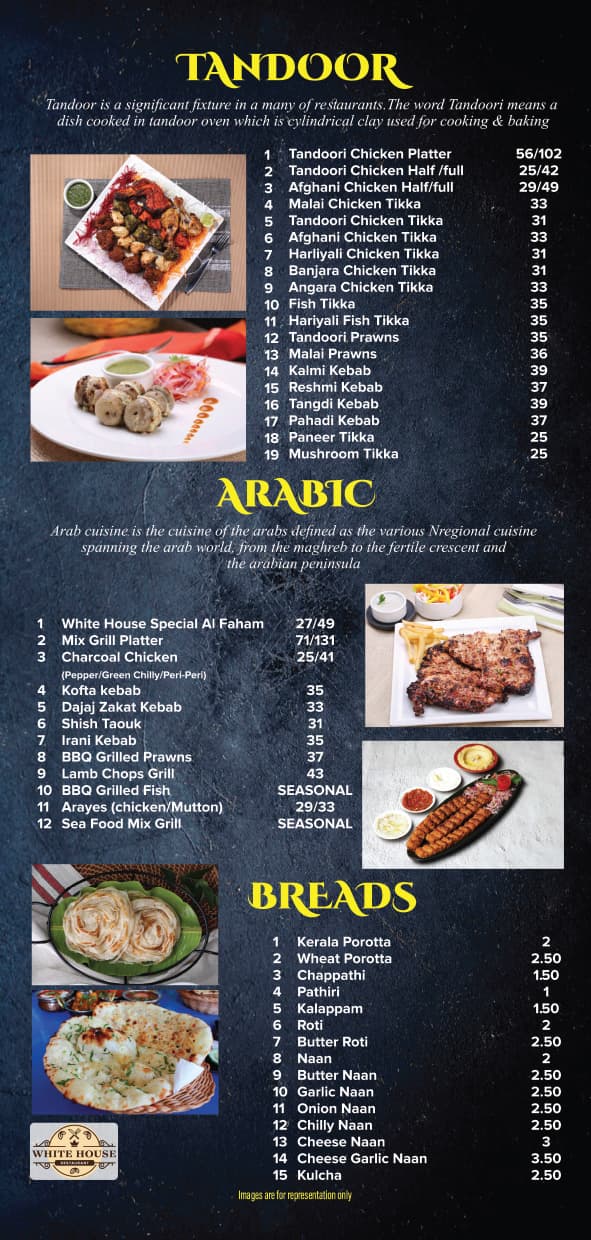 TANDOOR
Tandoor is a significant fixture in a many of restaurants.The word Tandoori means a
dish cooked in tandoor oven which is cylindrical clay used for cooking & baking
1 Tandoori Chicken Platter 56/102
2 Tandoori Chicken Half /full 25/42
3 Afghani Chicken Half/full 29/49
4 Malai Chicken Tikka 33
5 Tandoori Chicken Tikka 31
6 Afghani Chicken Tikka 33
7 Harliyali Chicken Tikka 31
8 Banjara Chicken Tikka 31
9 Angara Chicken Tikka 33
10 Fish Tikka 35
11 Hariyali Fish Tikka 35
12 Tandoori Prawns 35
13 Malai Prawns 36
14 Kalmi Kebab 39
15 Reshmi Kebab 37
16 Tangdi Kebab 39
17 Pahadi Kebab 37
18 Paneer Tikka 25
19 Mushroom Tikka 25
ARABIC
Arab cuisine is the cuisine of the arabs defined as the various Nregional cuisine
spanning the arab world, from the maghreb to the fertile crescent and
the arabian peninsula
1 White House Special Al Faham 27/49
2 Mix Grill Platter 71/131
3 Charcoal Chicken 25/41
(Pepper/Green Chilly/Peri-Peri)
4 Kofta kebab 35
5 Dajaj Zakat Kebab 33
6 Shish Taouk 31
7 Irani Kebab 35
8 BBQ Grilled Prawns 37
9 Lamb Chops Grill 43
10 BBQ Grilled Fish SEASONAL
11 Arayes (chicken/Mutton) 29/33
12 Sea Food Mix Grill SEASONAL
BREADS
1 Kerala Porotta 2
2 Wheat Porotta 2.50
3 Chappathi 1.50
4 Pathiri 1
5 Kalappam 1.50
6 Roti 2
7 Butter Roti 2.50
8 Naan 2
9 Butter Naan 2.50
10 Garlic Naan 2.50
11 Onion Naan 2.50
12 Chilly Naan 2.50
13 Cheese Naan 3
14 Cheese Garlic Naan 3.50
15 Kulcha 2.50
WHITE HOUSE
RESTAURANT
Images are for representation only